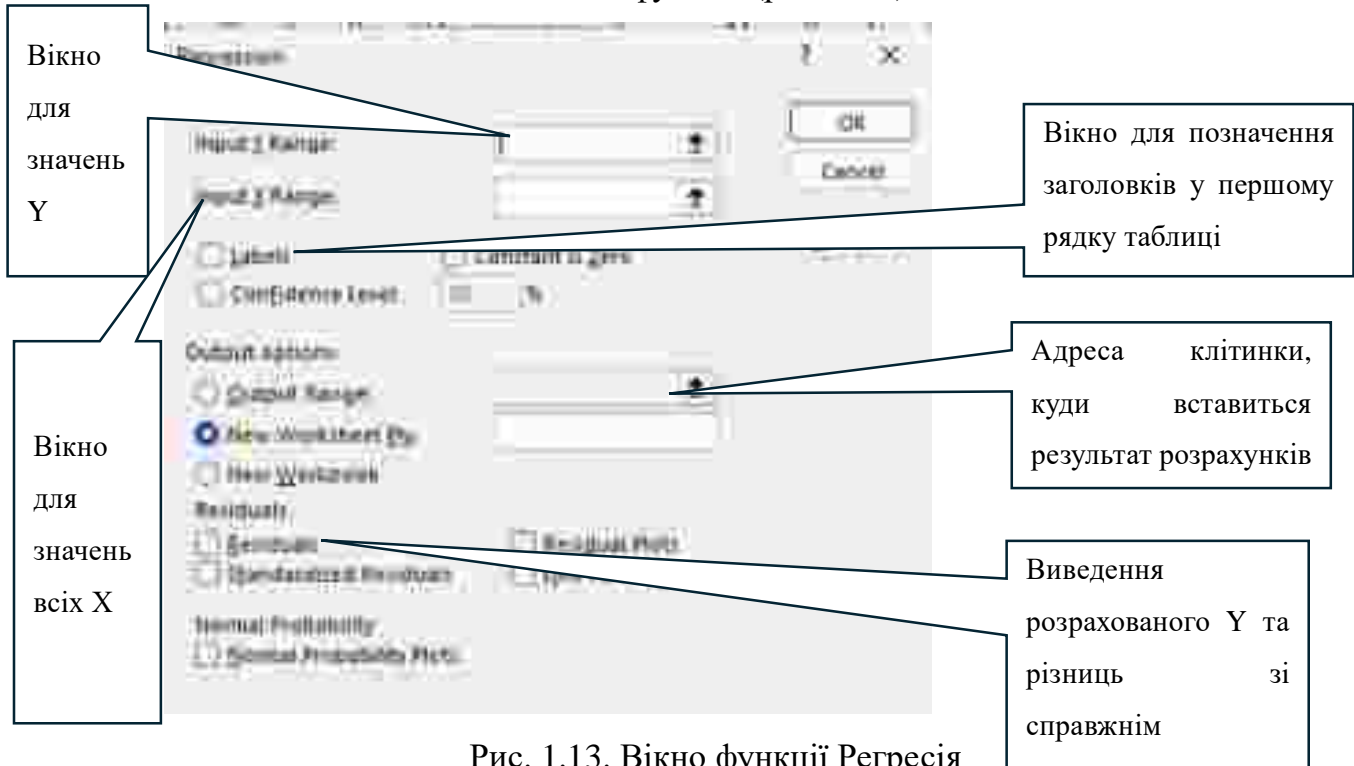 Вікно
для
значень
Y
Regression
? ×
Input Y Range:
OK
Input X Range:
Cancel
Labels
Constant is Zero
Confidence Level:
%
Output options
Output Range:
New Worksheet Ply:
New Workbook
Residuals
Residuals
Residual Plots
Standardized Residuals
Normal Probability
Normal Probability Plots
Вікно для позначення
заголовків у першому
рядку таблиці
Адреса клітинки,
куди вставиться
результат розрахунків
Вікно
для
значень
всіх X
Виведення
розрахованого Y та
різниць зі
справжнім
Рис. 1.13. Вікно функції Регресія